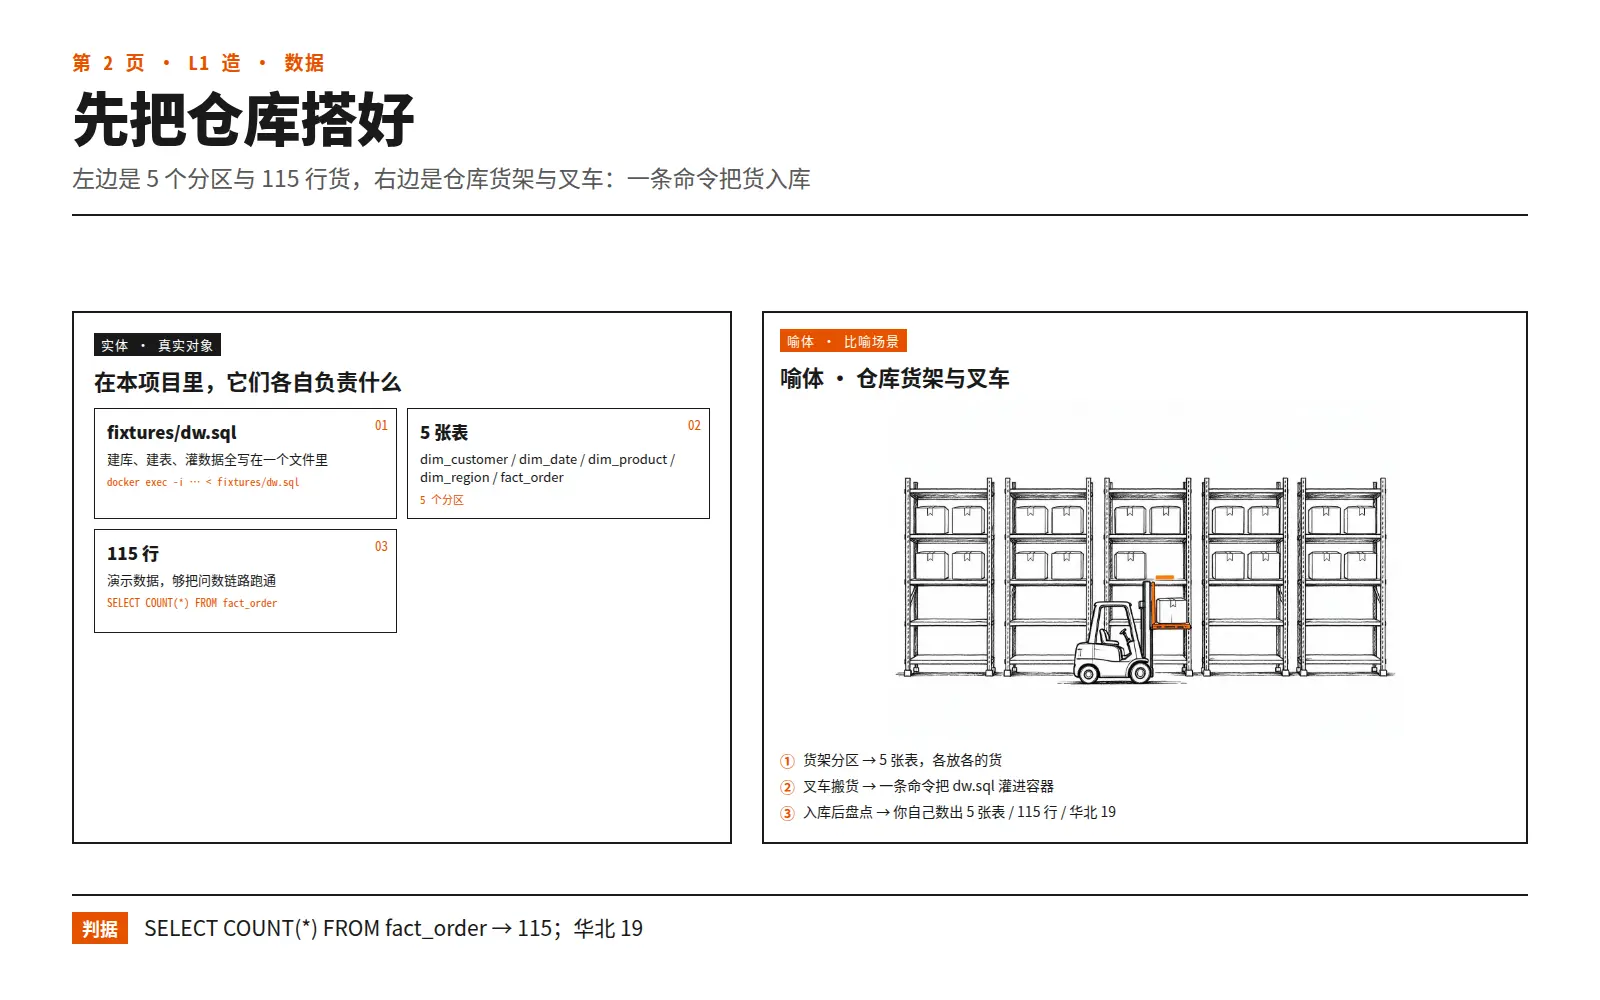 第 2 页 · L1 造 · 数据
先把仓库搭好
左边是 5 个分区与 115 行货，右边是仓库货架与叉车：一条命令把货入库
实体 · 真实对象
在本项目里，它们各自负责什么
01
fixtures/dw.sql
建库、建表、灌数据全写在一个文件里
docker exec -i ··· < fixtures/dw.sql
02
5 张表
dim_customer / dim_date / dim_product /
dim_region / fact_order
5 个分区
03
115 行
演示数据，够把问数链路跑通
SELECT COUNT(*) FROM fact_order
喻体 · 比喻场景
喻体 · 仓库货架与叉车
① 货架分区 → 5 张表，各放各的货
② 叉车搬货 → 一条命令把 dw.sql 灌进容器
③ 入库后盘点 → 你自己数出 5 张表 / 115 行 / 华北 19
判据 SELECT COUNT(*) FROM fact_order → 115；华北 19